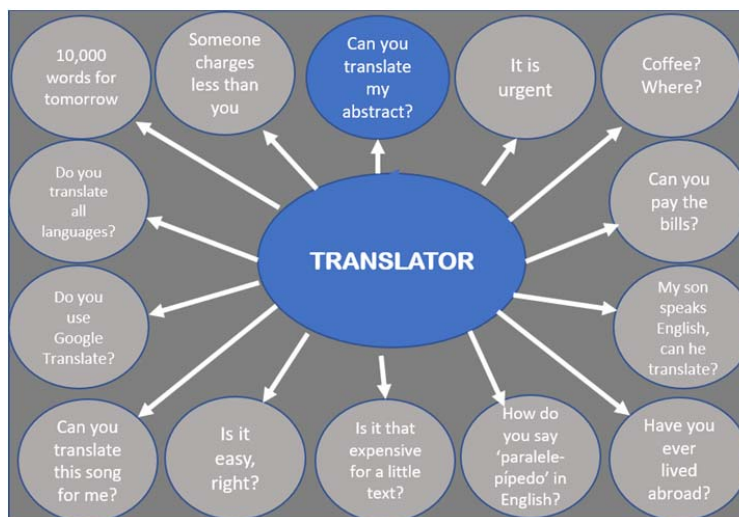 10,000
words for
tomorrow
Someone
charges
less than
you
Can you
translate
my
abstract?
It is
urgent
Coffee?
Where?
Do you
translate
all
languages?
TRANSLATOR
Can you
pay the
bills?
Do you
use
Google
Translate?
My son
speaks
English,
can he
translate?
Can you
translate
this song
for me?
Is it
easy,
right?
Is it that
expensive
for a little
text?
How do
you say
‘paralele-
pípedo’ in
English?
Have you
ever
lived
abroad?